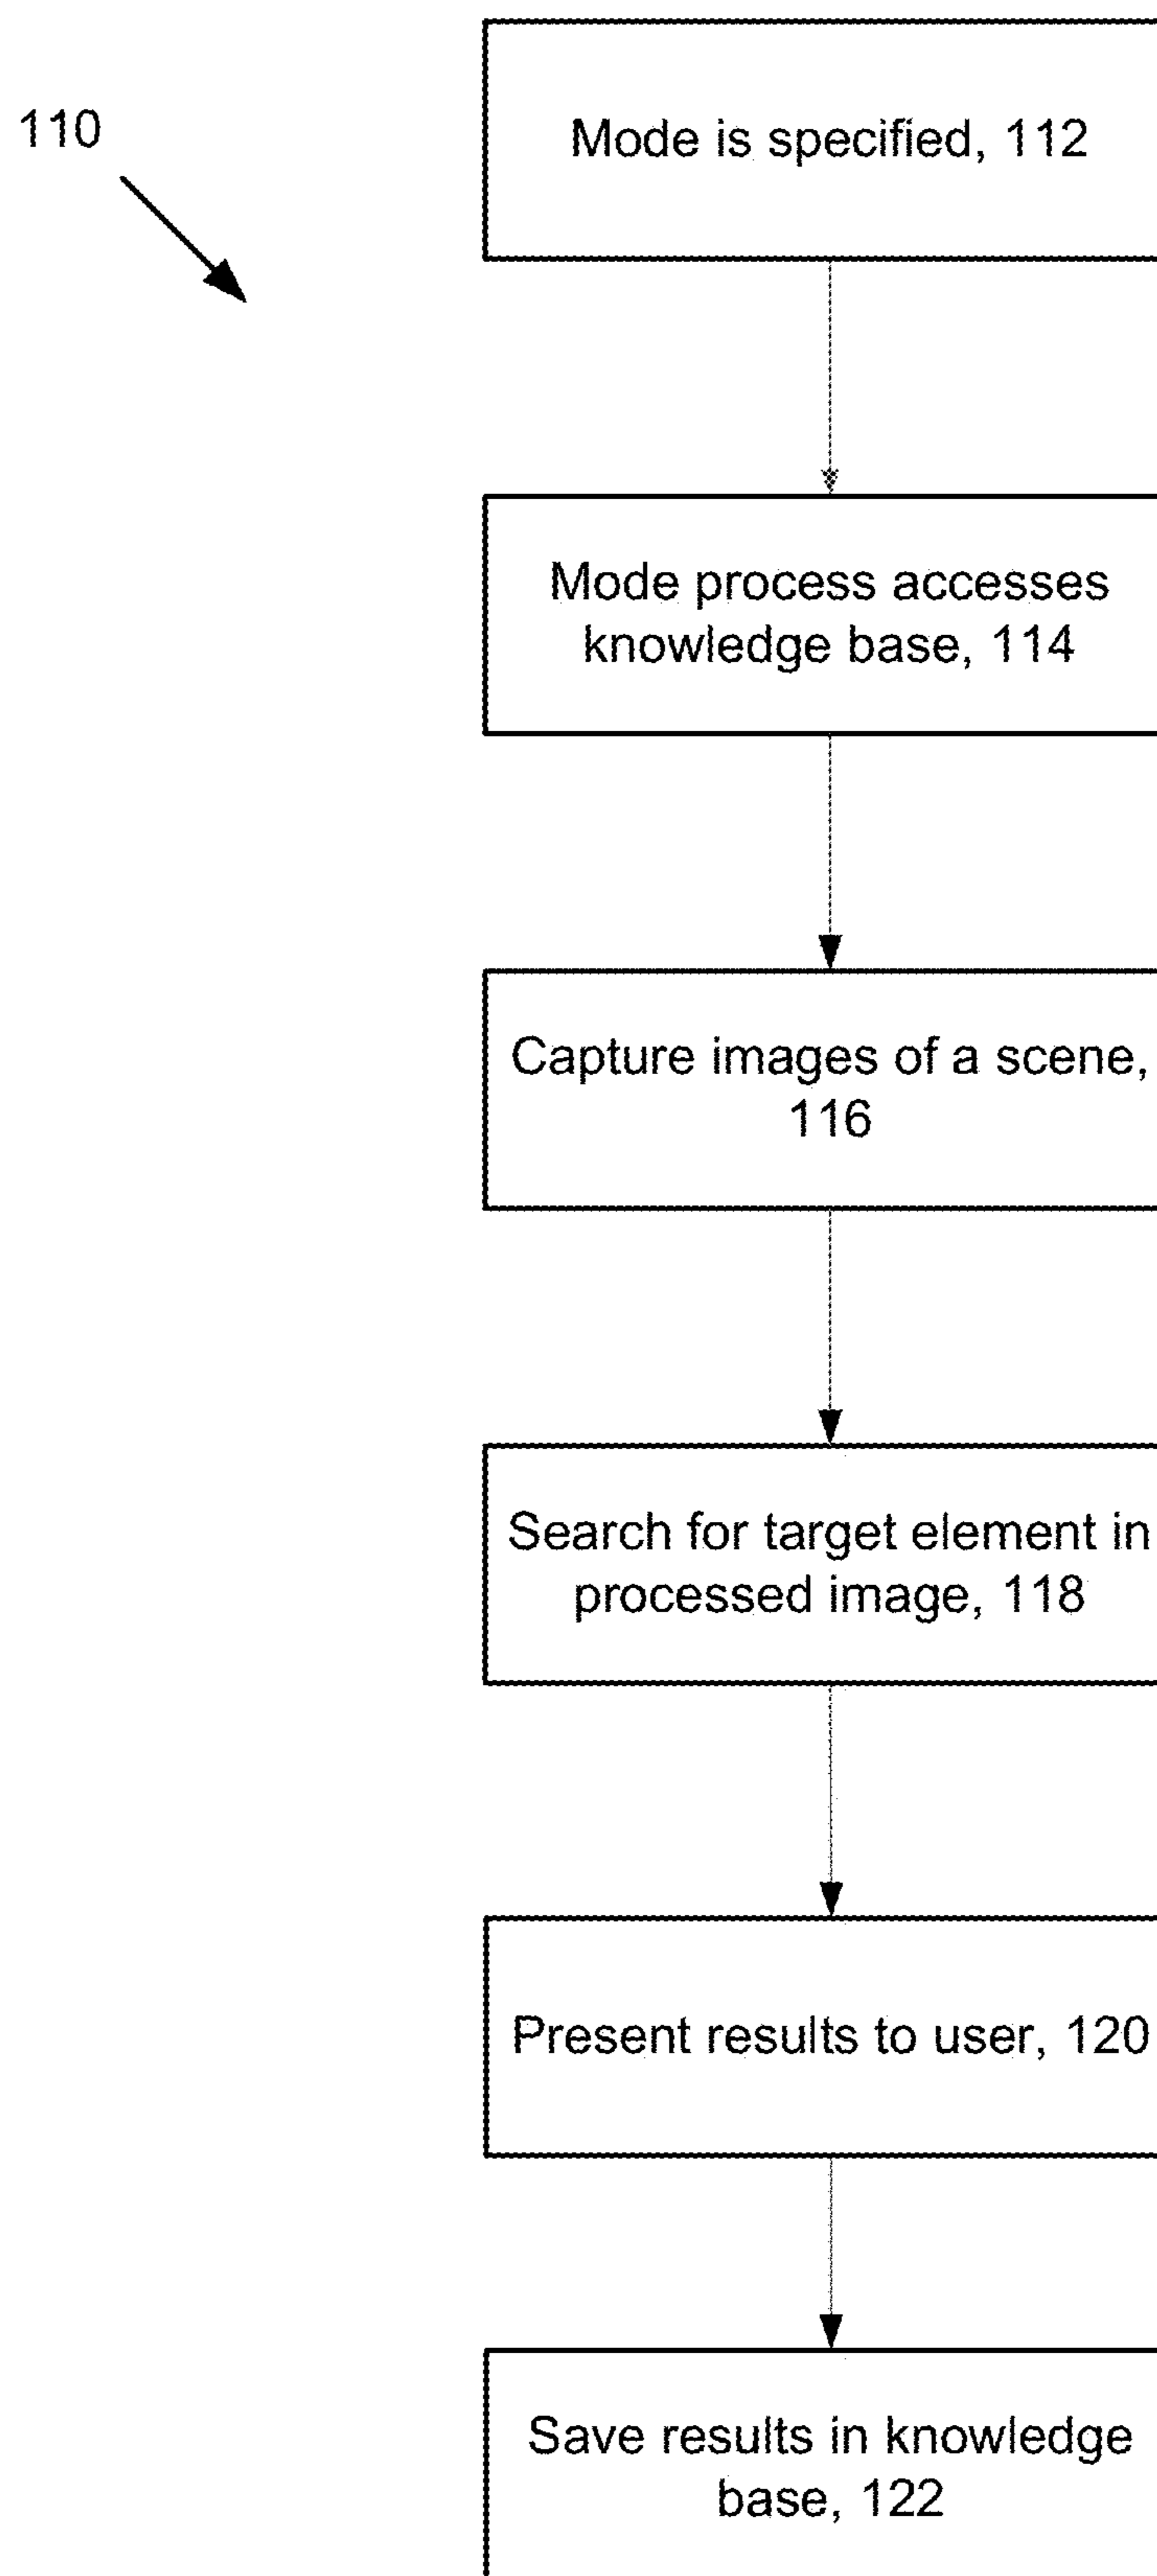 110
Mode is specified, 112
Mode process accesses
knowledge base, 114
Capture images of a scene,
116
Search for target element in
processed image, 118
Present results to user, 120
Save results in knowledge
base, 122